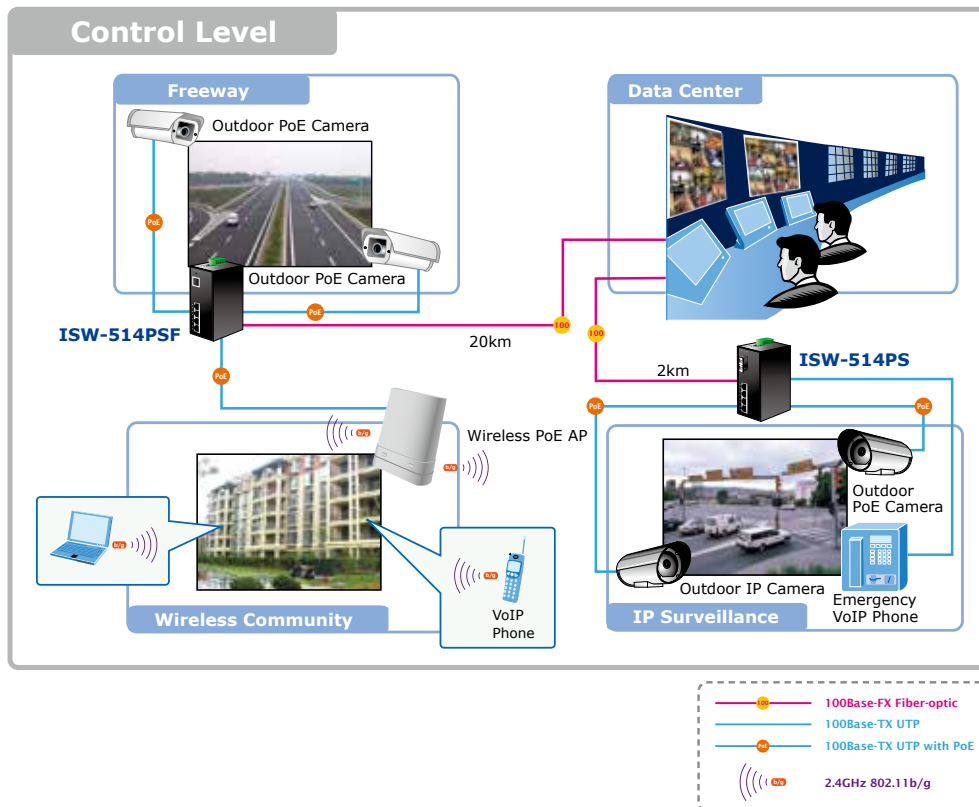 Control Level
Freeway
Outdoor PoE Camera
PoE
Outdoor PoE Camera
PoE
ISW-514PSF
PoE
20km
100
Data Center
100
2km
ISW-514PS
PoE
PoE
Wireless PoE AP
b/g
b/g
b/g
b/g
VoIP
Phone
Wireless Community
Outdoor
PoE Camera
Outdoor IP Camera
Emergency
VoIP Phone
IP Surveillance
100
100Base-FX Fiber-optic
100Base-TX UTP
PoE
100Base-TX UTP with PoE
b/g
2.4GHz 802.11b/g